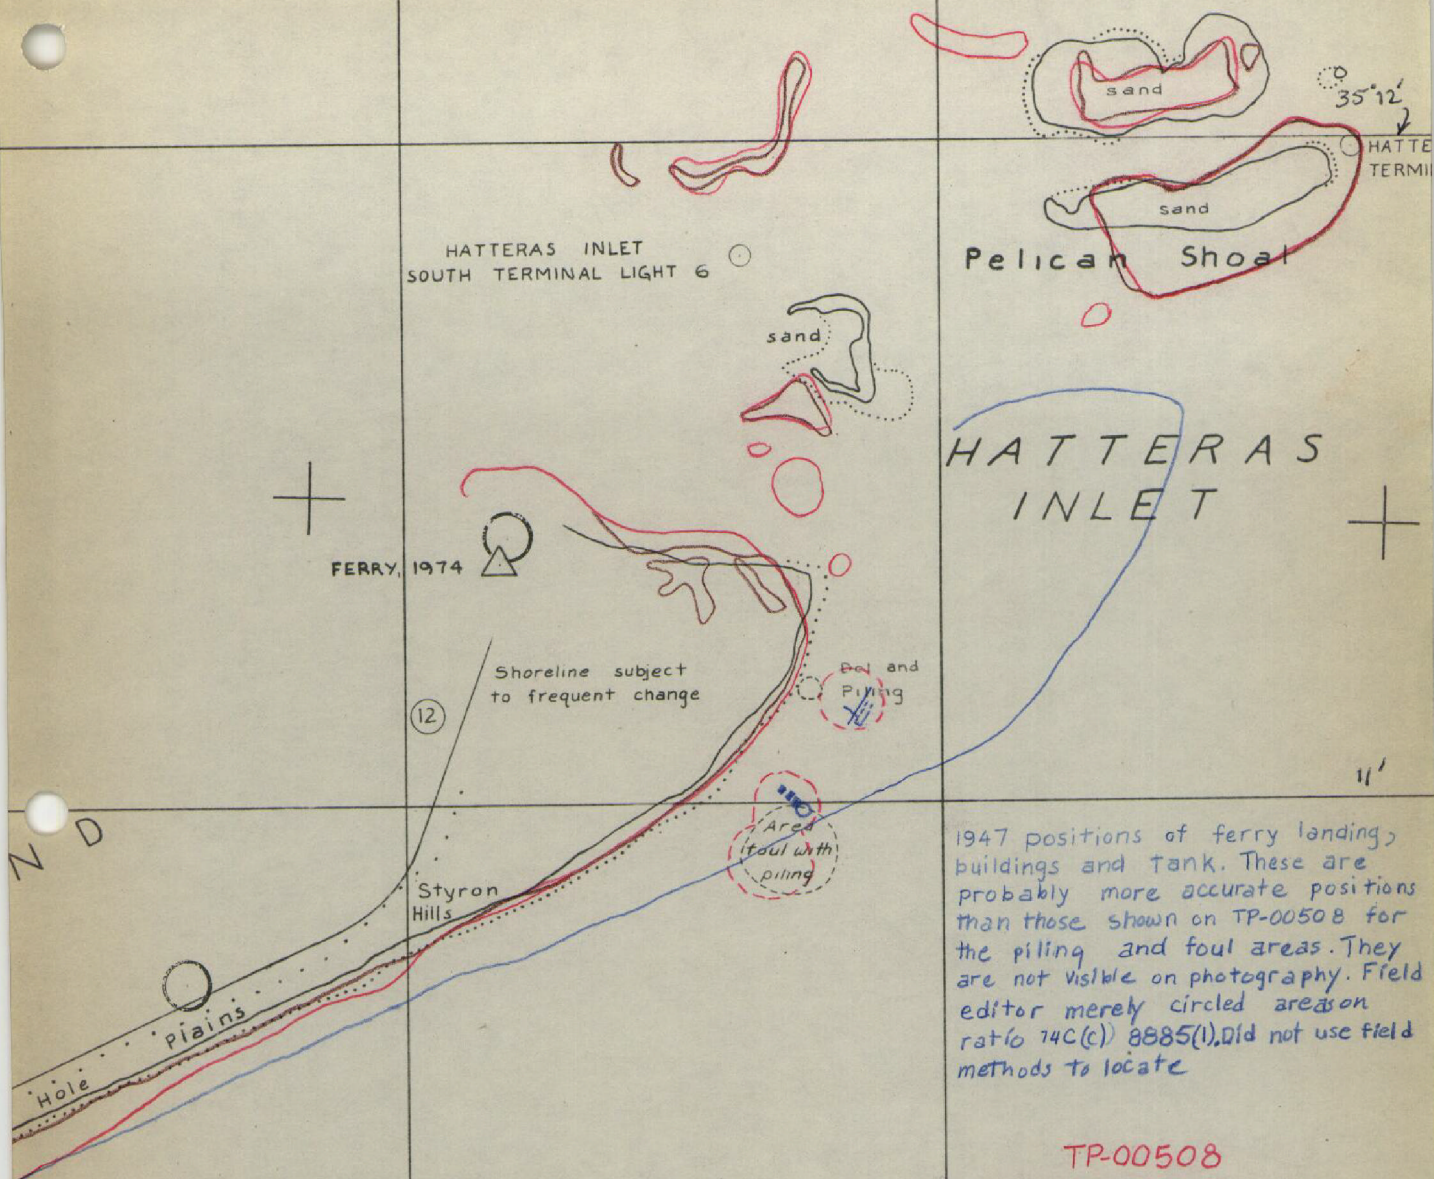 sand
35°12'
HATTE
TERMI
sand
HATTERAS INLET
SOUTH TERMINAL LIGHT 6
Pelican Shoal
sand
HATTERAS
INLET
FERRY, 1974
Shoreline subject
to frequent change
Dol and
Piling
12
11'
N D
Area
foul with
piling
Styron
Hills
Plains
Hole
1947 positions of ferry landing,
buildings and tank. These are
probably more accurate positions
than those shown on TP-00508 for
the piling and foul areas. They
are not visible on photography. Field
editor merely circled areas on
ratio 74C(C) 8885(1). Did not use field
methods to locate
TP-00508